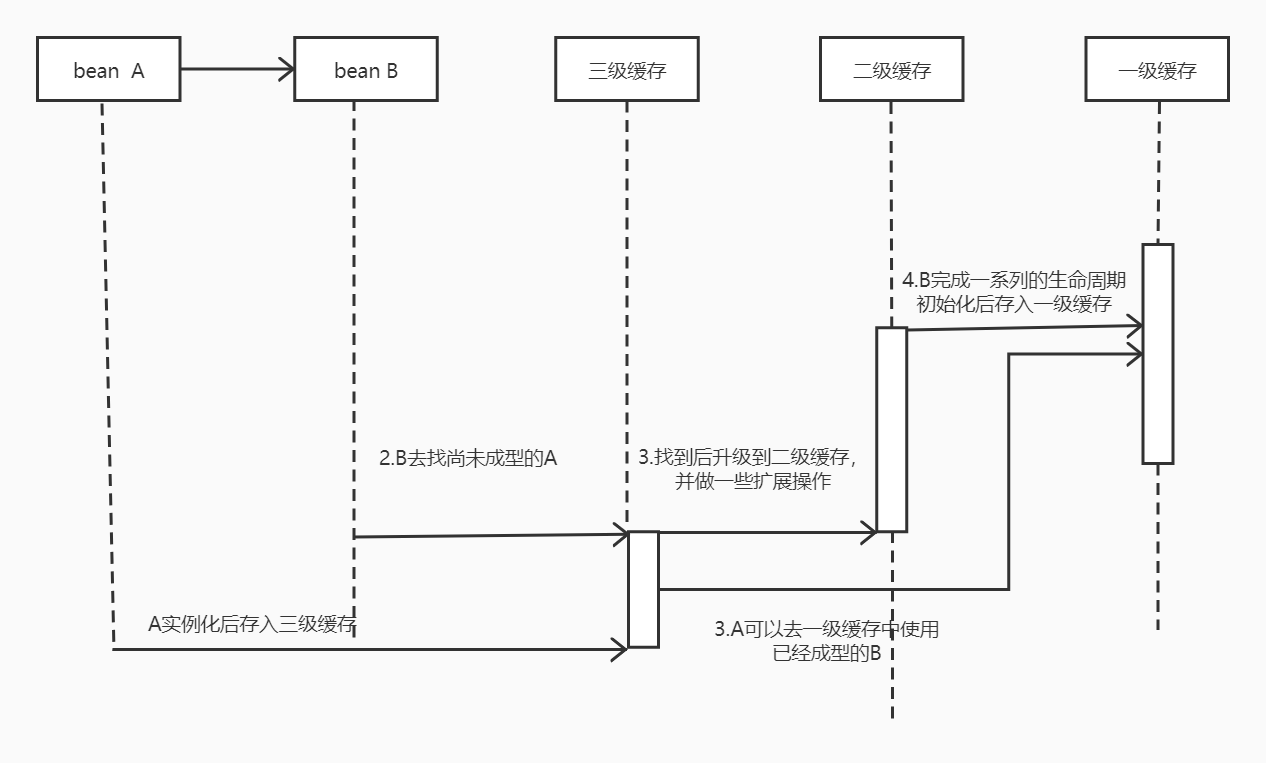 bean  A
bean B
三级缓存
二级缓存
一级缓存
4.B完成一系列的生命周期
初始化后存入一级缓存
2.B去找尚未成型的A
3.找到后升级到二级缓存，
并做一些扩展操作
A实例化后存入三级缓存
3.A可以去一级缓存中使用
已经成型的B